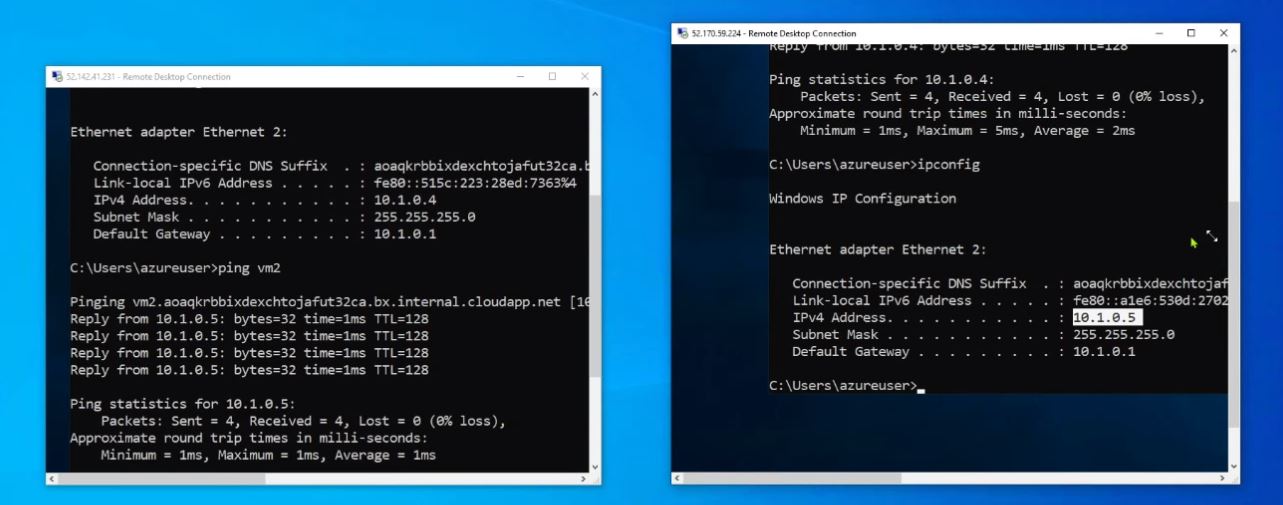 52.142.41.231 - Remote Desktop Connection
Ethernet adapter Ethernet 2:
Connection-specific DNS Suffix . : aoaqkrbbixdexchtojafut32ca.b
Link-local IPv6 Address . . . . . : fe80::515c:223:28ed:7363%4
IPv4 Address. . . . . . . . . . . : 10.1.0.4
Subnet Mask . . . . . . . . . . . : 255.255.255.0
Default Gateway . . . . . . . . . : 10.1.0.1
C:\Users\azureuser>ping vm2
Pinging vm2.aoaqkrbbixdexchtojafut32ca.bx.internal.cloudapp.net [10
Reply from 10.1.0.5: bytes=32 time=1ms TTL=128
Reply from 10.1.0.5: bytes=32 time=1ms TTL=128
Reply from 10.1.0.5: bytes=32 time=1ms TTL=128
Reply from 10.1.0.5: bytes=32 time=1ms TTL=128
Ping statistics for 10.1.0.5:
Packets: Sent = 4, Received = 4, Lost = 0 (0% loss),
Approximate round trip times in milli-seconds:
Minimum = 1ms, Maximum = 1ms, Average = 1ms
52.170.59.224 - Remote Desktop Connection
Reply from 10.1.0.4: bytes=32 time=1ms TTL=128
Ping statistics for 10.1.0.4:
Packets: Sent = 4, Received = 4, Lost = 0 (0% loss),
Approximate round trip times in milli-seconds:
Minimum = 1ms, Maximum = 5ms, Average = 2ms
C:\Users\azureuser>ipconfig
Windows IP Configuration
Ethernet adapter Ethernet 2:
Connection-specific DNS Suffix . : aoaqkrbbixdexchtojaf
Link-local IPv6 Address . . . . . : fe80::a1e6:530d:2702
IPv4 Address. . . . . . . . . . . : 10.1.0.5
Subnet Mask . . . . . . . . . . . : 255.255.255.0
Default Gateway . . . . . . . . . : 10.1.0.1
C:\Users\azureuser>